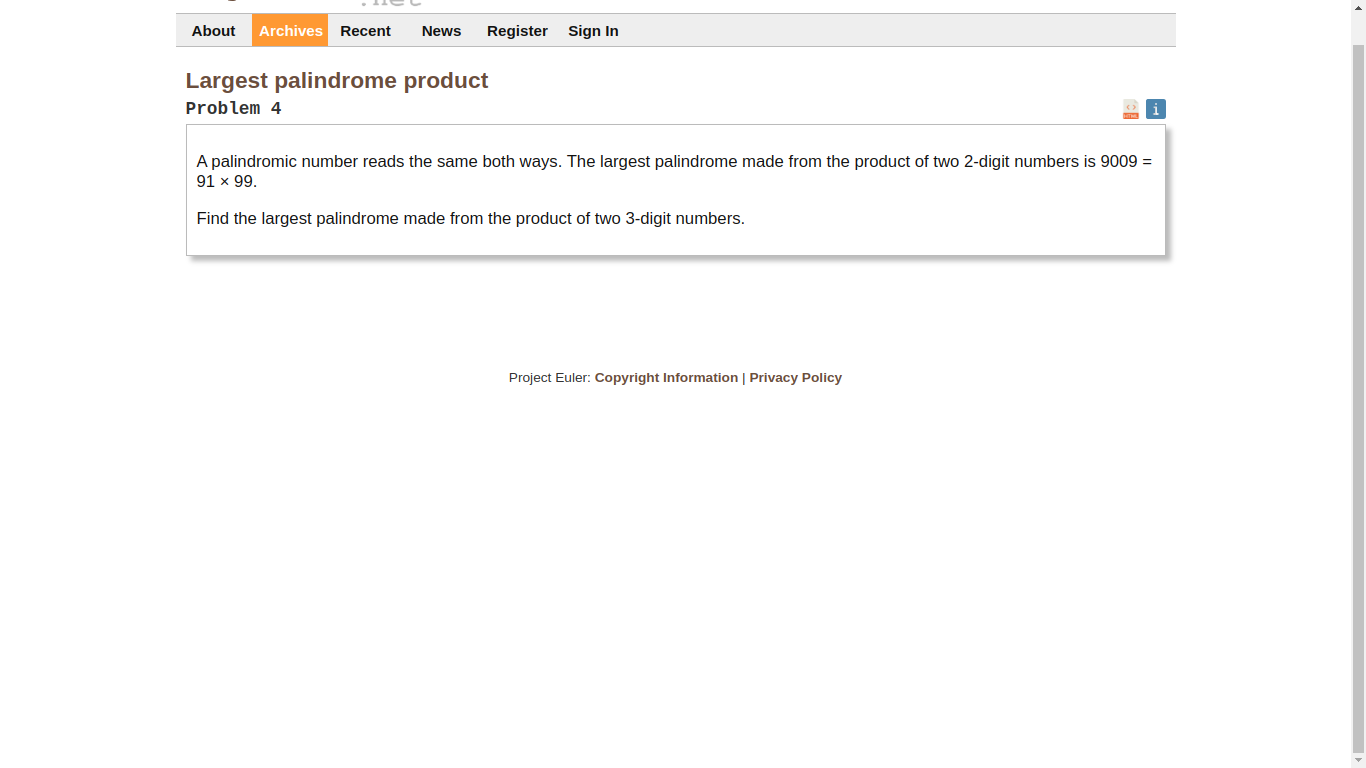 .net
About Archives Recent News Register Sign In
Largest palindrome product
Problem 4
HTML
i
A palindromic number reads the same both ways. The largest palindrome made from the product of two 2-digit numbers is 9009 =
91 × 99.
Find the largest palindrome made from the product of two 3-digit numbers.
Project Euler: Copyright Information | Privacy Policy